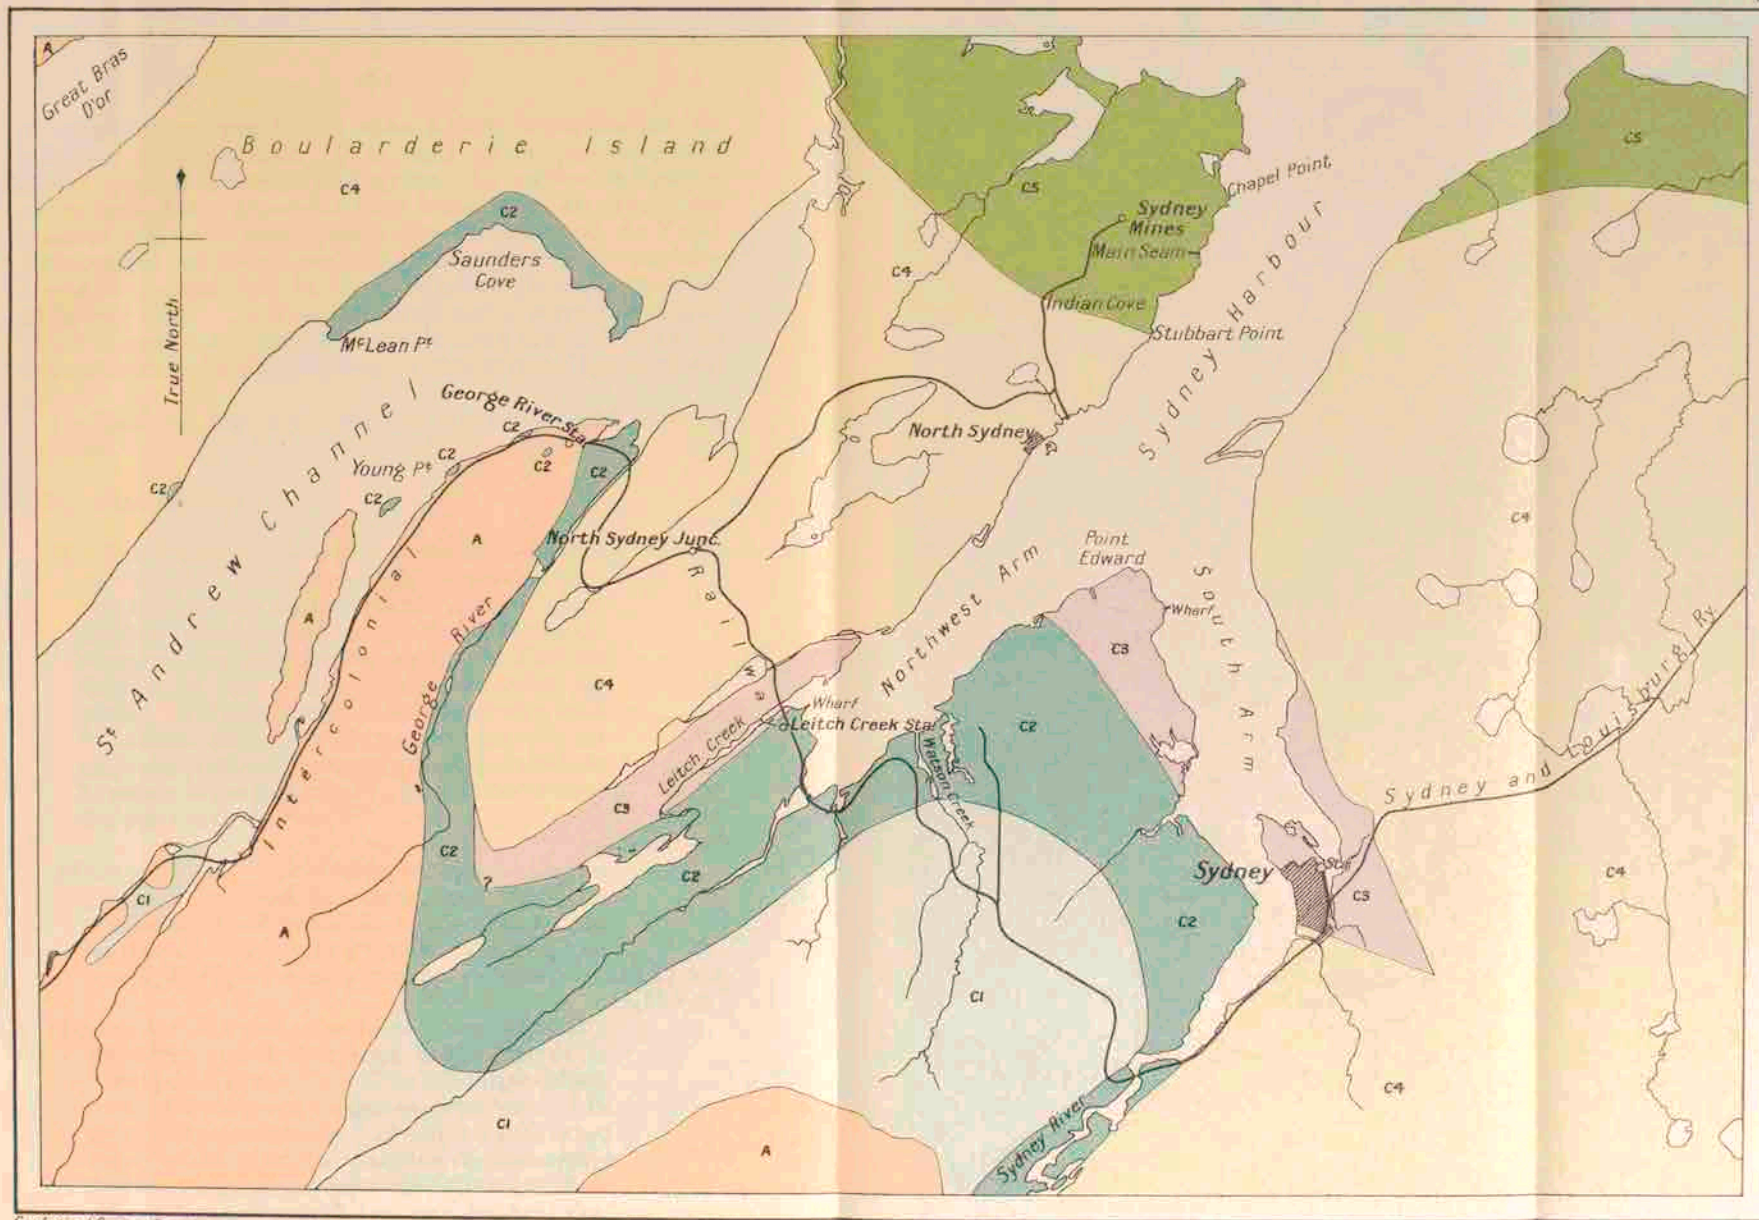 A
Great Bras
D'or
Boularderie Island
C4
C2
Saunders
Cove
McLean Pt
True North
St Andrew Channel
George River Sta.
C2
C2
C2
C2
Young Pt
C2
C2
A
A
North Sydney Junc.
Intercolonial
Railway
George River
C4
C3
Leitch Creek
Wharf
Leitch Creek Sta.
C2
?
C2
C1
A
C1
A
C5
C4
Sydney
Mines
Main Seam
Indian Cove
Chapel Point
Stubbart Point
Sydney Harbour
North Sydney
Northwest Arm
Point
Edward
Wharf
C3
South Arm
C2
Watson Creek
Sydney
Sta.
C3
C2
C1
Sydney River
C5
C4
Sydney and Louisburg Ry.
C4
C4